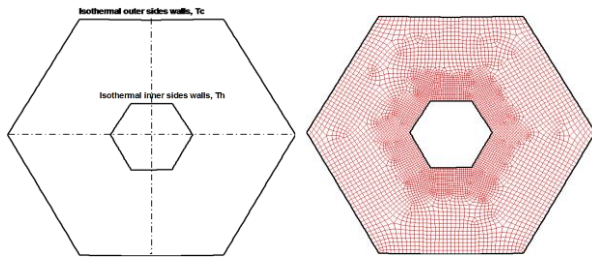 Isothermal outer sides walls, Tc
Isothermal inner sides walls, Th